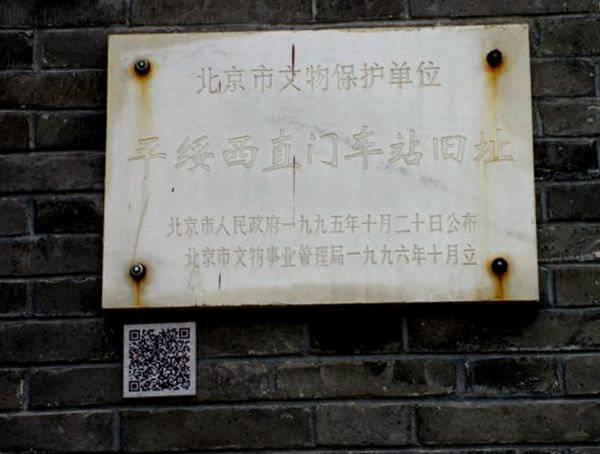 北京市文物保护单位
平绥西直门车站旧址
北京市人民政府一九九五年十月二十日公布
北京市文物事业管理局一九九六年十月立